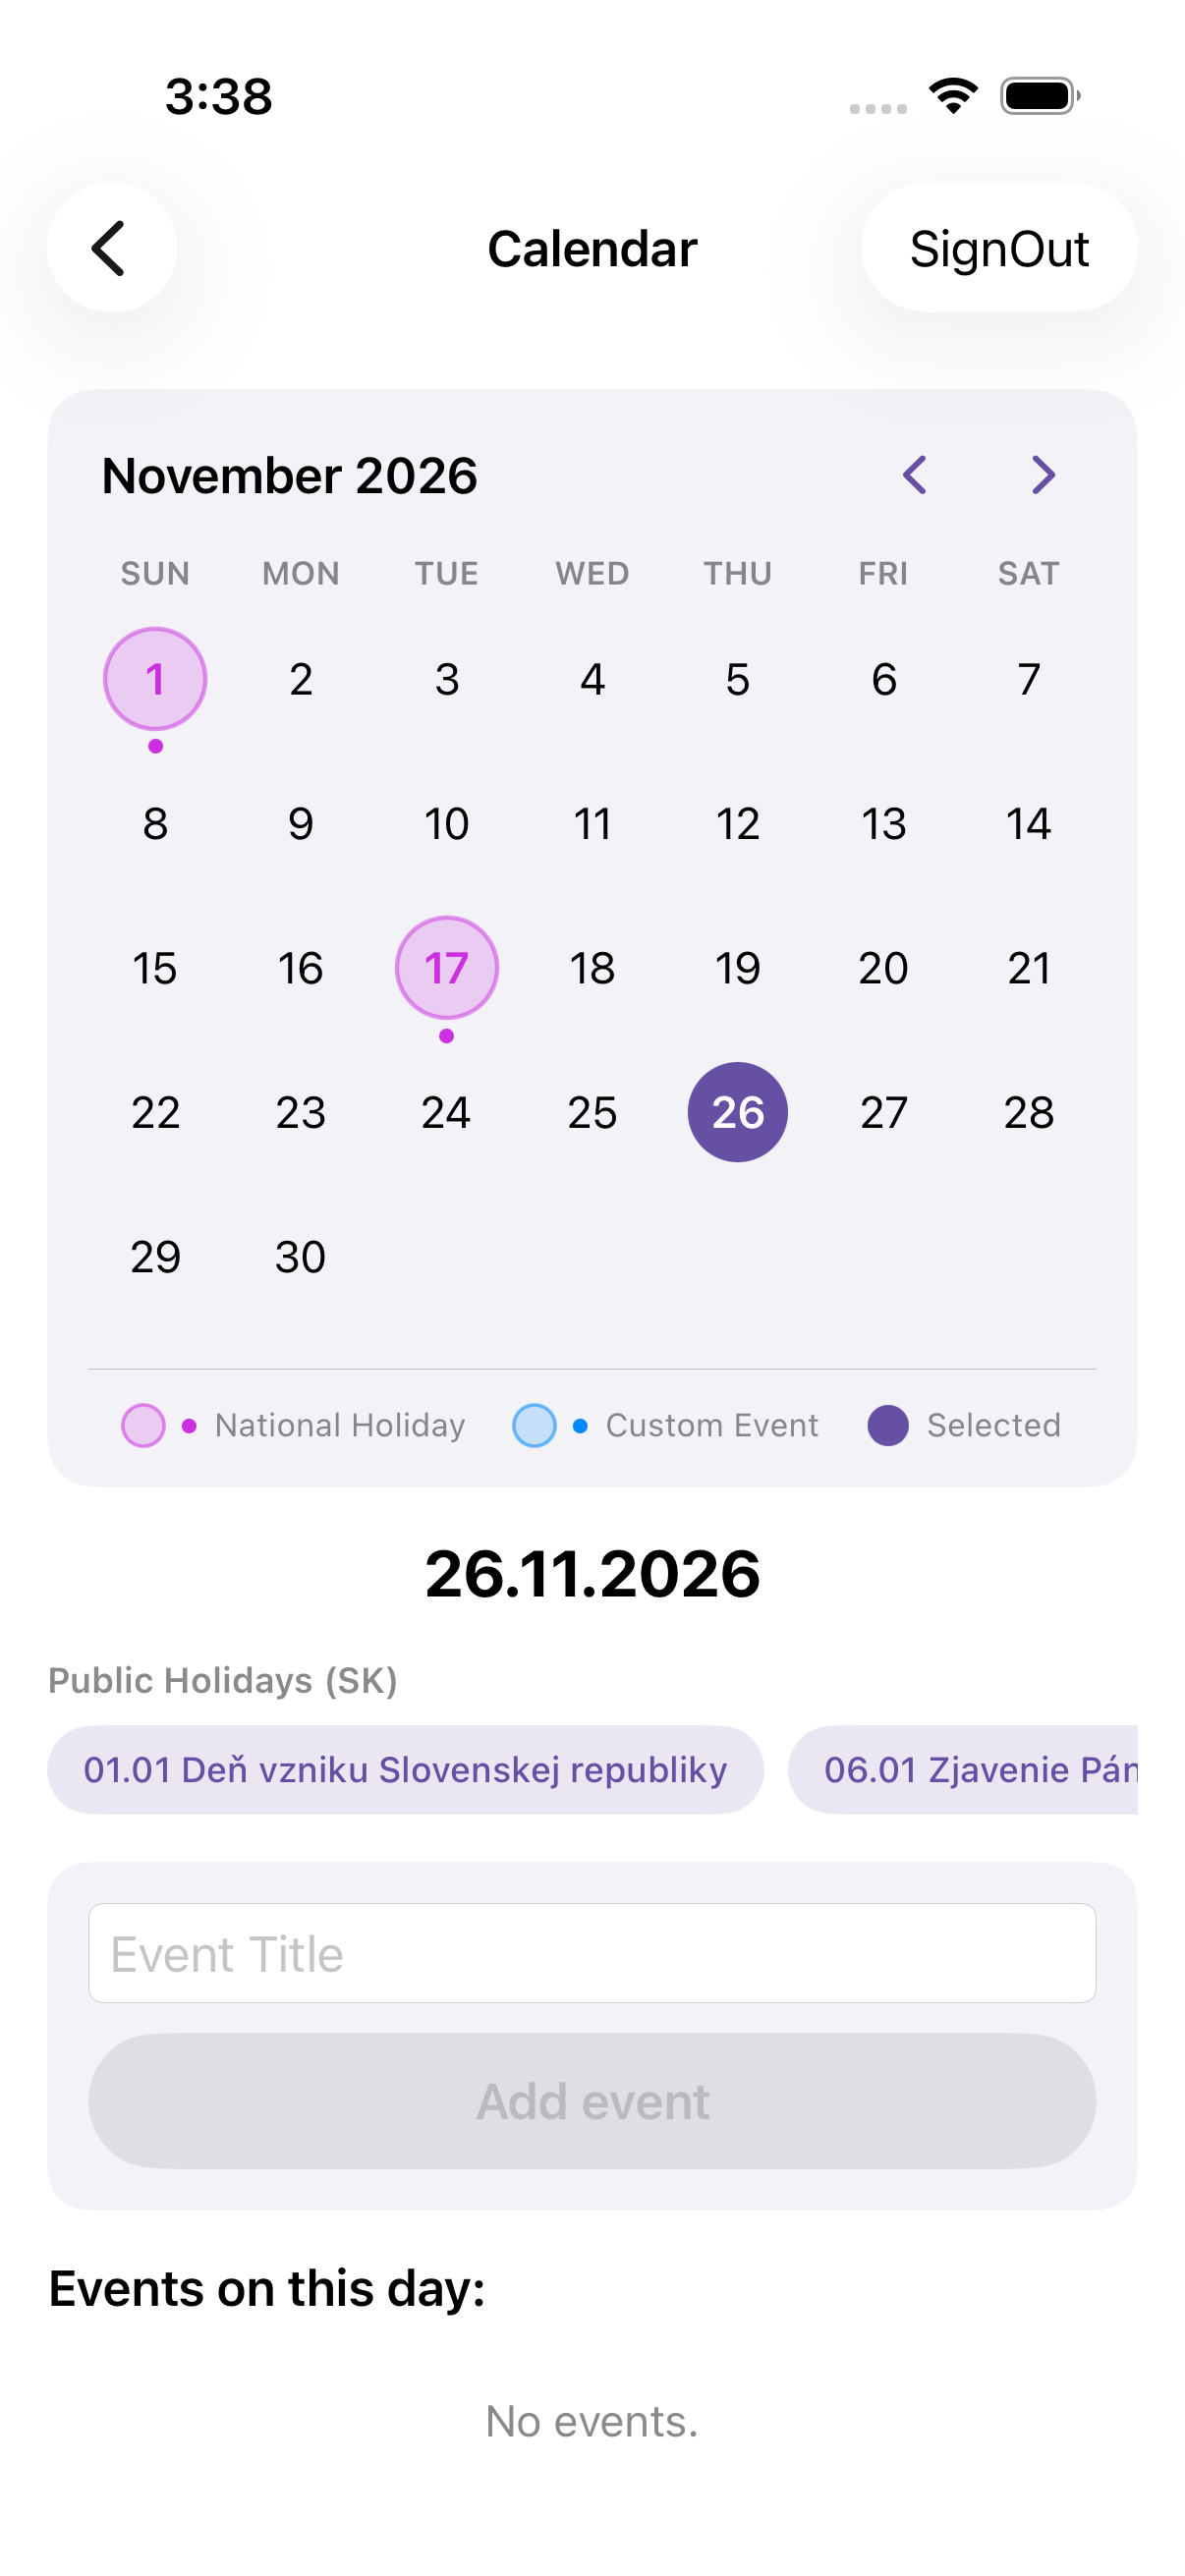 3:38
Calendar
SignOut
November 2026
SUN MON TUE WED THU FRI SAT
1 2 3 4 5 6 7
8 9 10 11 12 13 14
15 16 17 18 19 20 21
22 23 24 25 26 27 28
29 30
National Holiday Custom Event Selected
26.11.2026
Public Holidays (SK)
01.01 Deň vzniku Slovenskej republiky 06.01 Zjavenie Pán
Event Title
Add event
Events on this day:
No events.